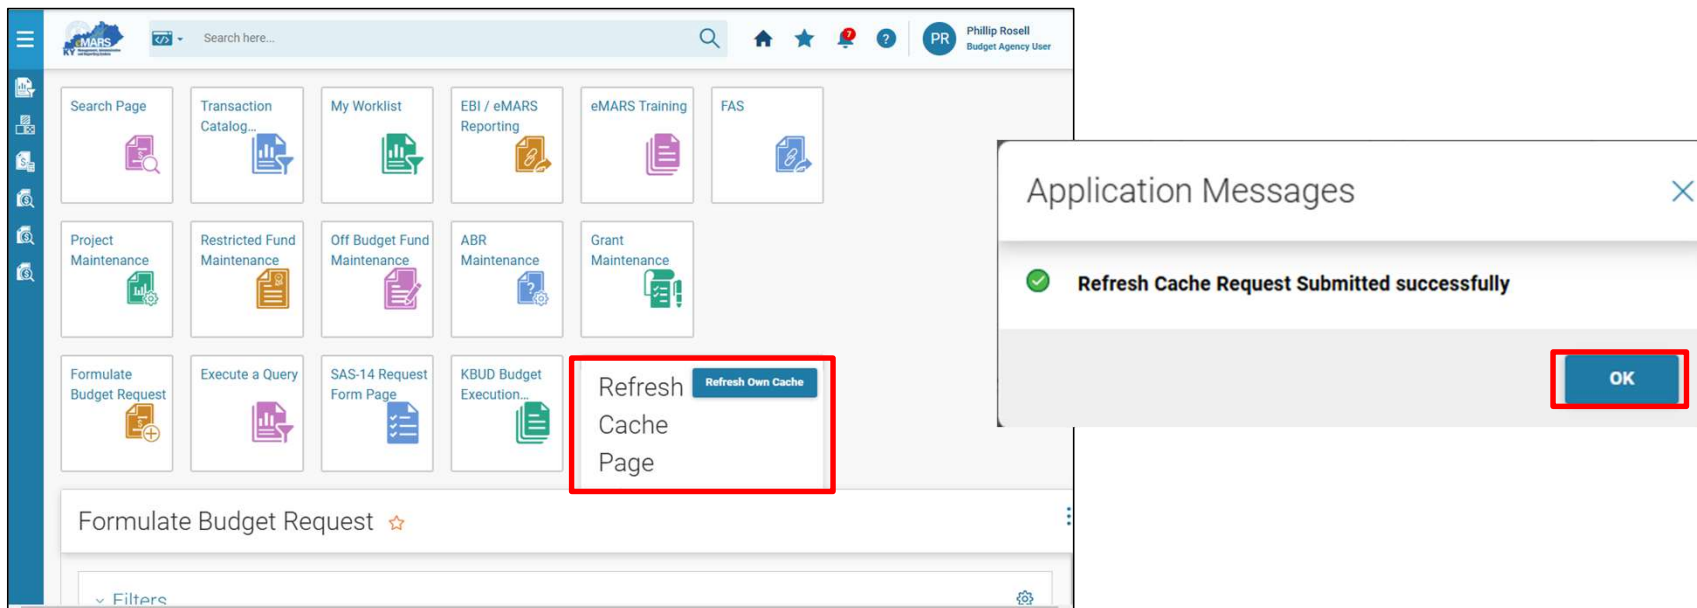 MARS
KY
Search here...
7
?
PR
Phillip Rosell
Budget Agency User
Search Page
Transaction
Catalog...
My Worklist
EBI / eMARS
Reporting
eMARS Training
FAS
Project
Maintenance
Restricted Fund
Maintenance
Off Budget Fund
Maintenance
ABR
Maintenance
Grant
Maintenance
Formulate
Budget Request
Execute a Query
SAS-14 Request
Form Page
KBUD Budget
Execution...
Refresh
Cache
Page
Refresh Own Cache
Formulate Budget Request
Filters
Application Messages
Refresh Cache Request Submitted successfully
OK